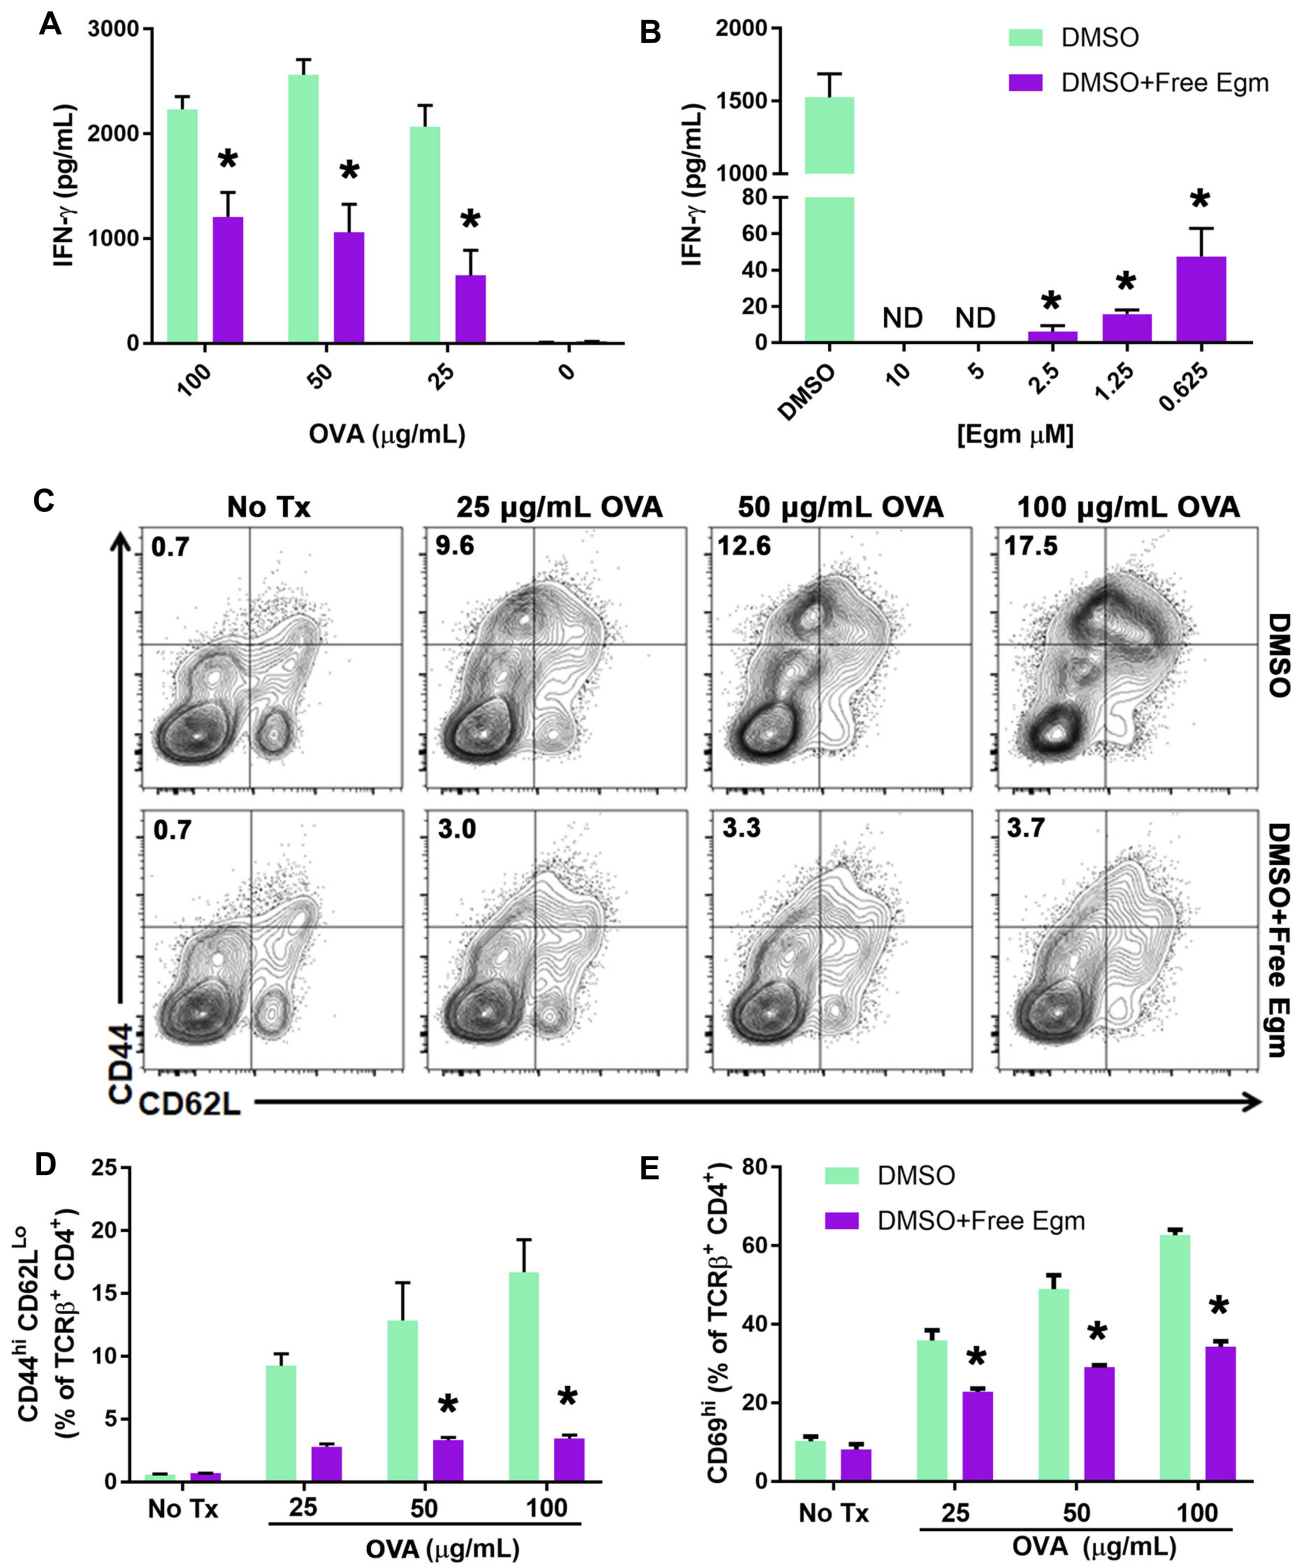 A
3000
2000
1000
0
IFN-γ (pg/mL)
*
*
*
100
50
25
0
OVA (μg/mL)
B
2000
1500
1000
80
60
40
20
0
IFN-γ (pg/mL)
DMSO
DMSO+Free Egm
ND
ND
*
*
*
DMSO
10
5
2.5
1.25
0.625
[Egm μM]
C
No Tx
25 μg/mL OVA
50 μg/mL OVA
100 μg/mL OVA
0.7
9.6
12.6
17.5
DMSO
0.7
3.0
3.3
3.7
DMSO+Free Egm
CD44
CD62L
D
25
20
15
10
5
0
CD44hi CD62LLo
(% of TCRβ+ CD4+)
*
*
No Tx
25
50
100
OVA (μg/mL)
E
80
60
40
20
0
CD69hi (% of TCRβ+ CD4+)
DMSO
DMSO+Free Egm
*
*
*
No Tx
25
50
100
OVA (μg/mL)